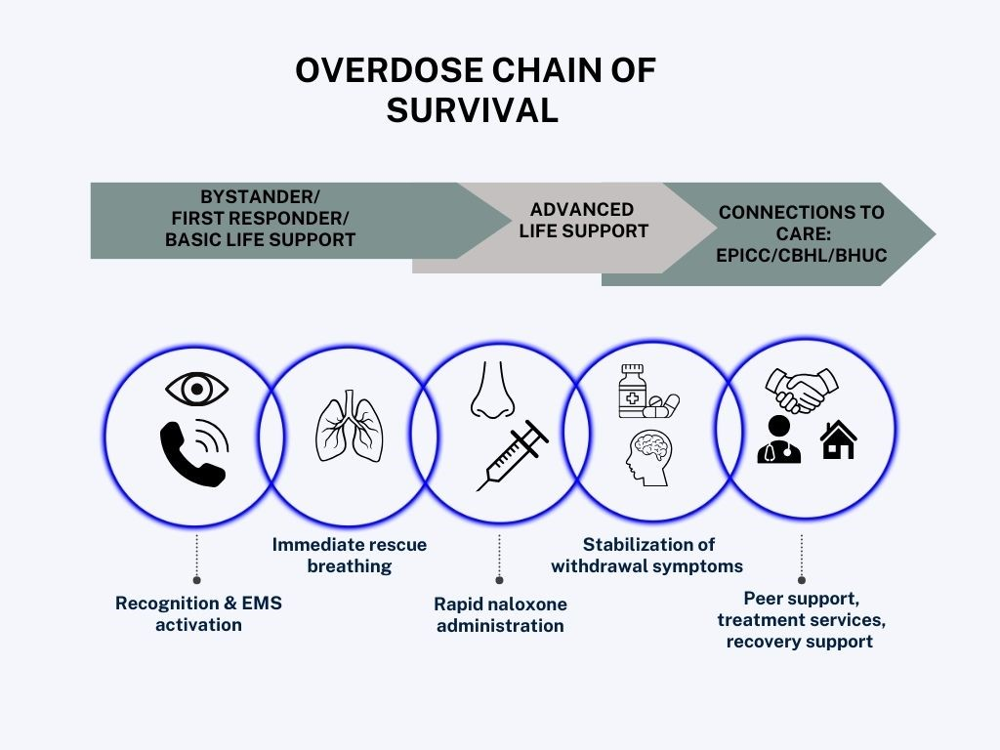 OVERDOSE CHAIN OF
SURVIVAL
BYSTANDER/
FIRST RESPONDER/
BASIC LIFE SUPPORT
ADVANCED
LIFE SUPPORT
CONNECTIONS TO
CARE:
EPICC/CBHL/BHUC
Recognition & EMS
activation
Immediate rescue
breathing
Rapid naloxone
administration
Stabilization of
withdrawal symptoms
Peer support,
treatment services,
recovery support